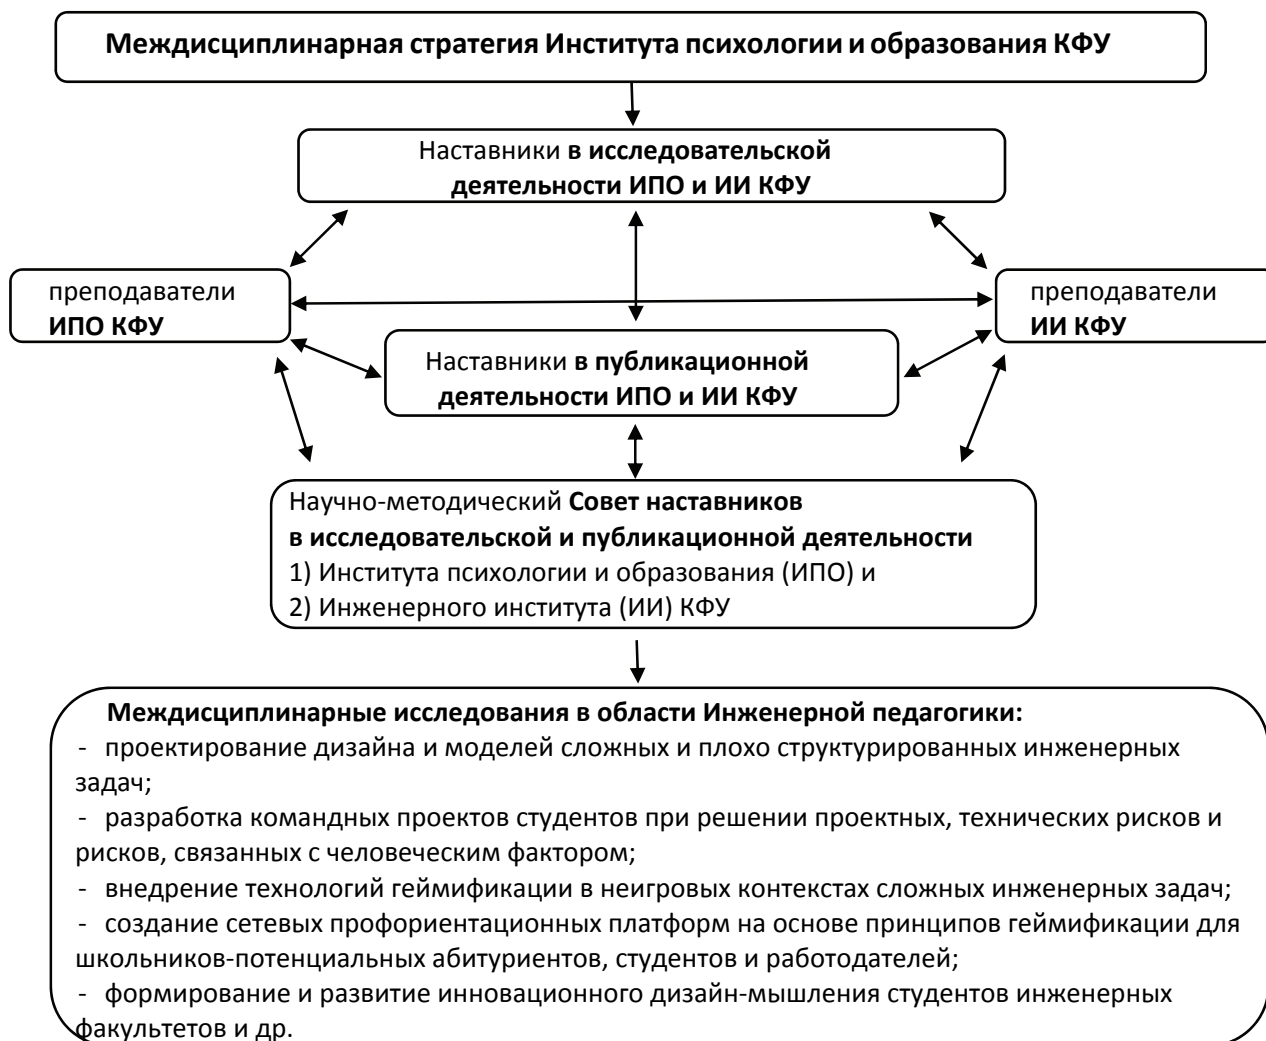 Междисциплинарная стратегия Института психологии и образования КФУ
Наставники в исследовательской
деятельности ИПО и ИИ КФУ
преподаватели
ИПО КФУ
преподаватели
ИИ КФУ
Наставники в публикационной
деятельности ИПО и ИИ КФУ
Научно-методический Совет наставников
в исследовательской и публикационной деятельности
1) Института психологии и образования (ИПО) и
2) Инженерного института (ИИ) КФУ
Междисциплинарные исследования в области Инженерной педагогики:
- проектирование дизайна и моделей сложных и плохо структурированных инженерных
задач;
- разработка командных проектов студентов при решении проектных, технических рисков и
рисков, связанных с человеческим фактором;
- внедрение технологий геймификации в неигровых контекстах сложных инженерных задач;
- создание сетевых профориентационных платформ на основе принципов геймификации для
школьников-потенциальных абитуриентов, студентов и работодателей;
- формирование и развитие инновационного дизайн-мышления студентов инженерных
факультетов и др.